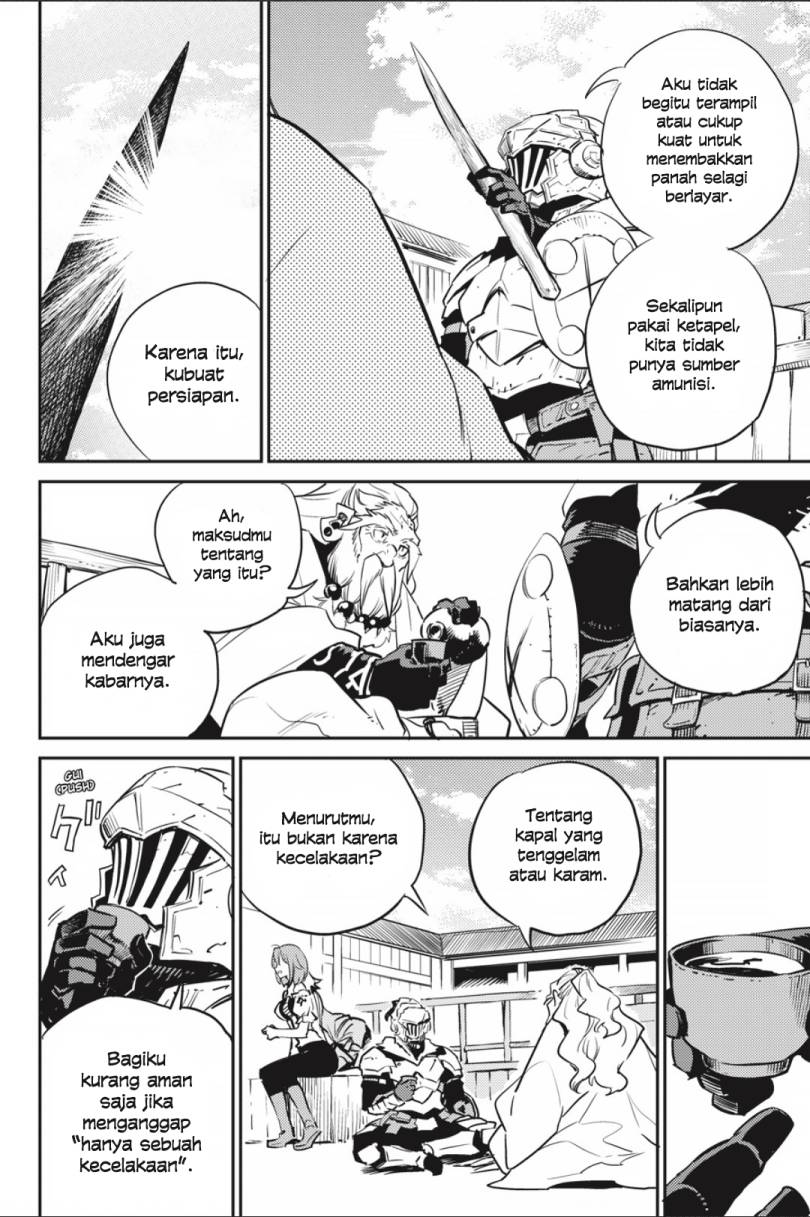 Aku tidak
begitu terampil
atau cukup
kuat untuk
menembakkan
panah selagi
berlayar.
Sekalipun
pakai ketapel,
kita tidak
punya sumber
amunisi.
Karena itu,
kubuat
persiapan.
Bahkan lebih
matang dari
biasanya.
Ah,
maksudmu
tentang
yang itu?
Aku juga
mendengar
kabarnya.
Tentang
kapal yang
tenggelam
atau karam.
Menurutmu,
itu bukan karena
kecelakaan?
GUI
(PUSH)
グイ
Bagiku
kurang aman
saja jika
menganggap
“hanya sebuah
kecelakaan”.